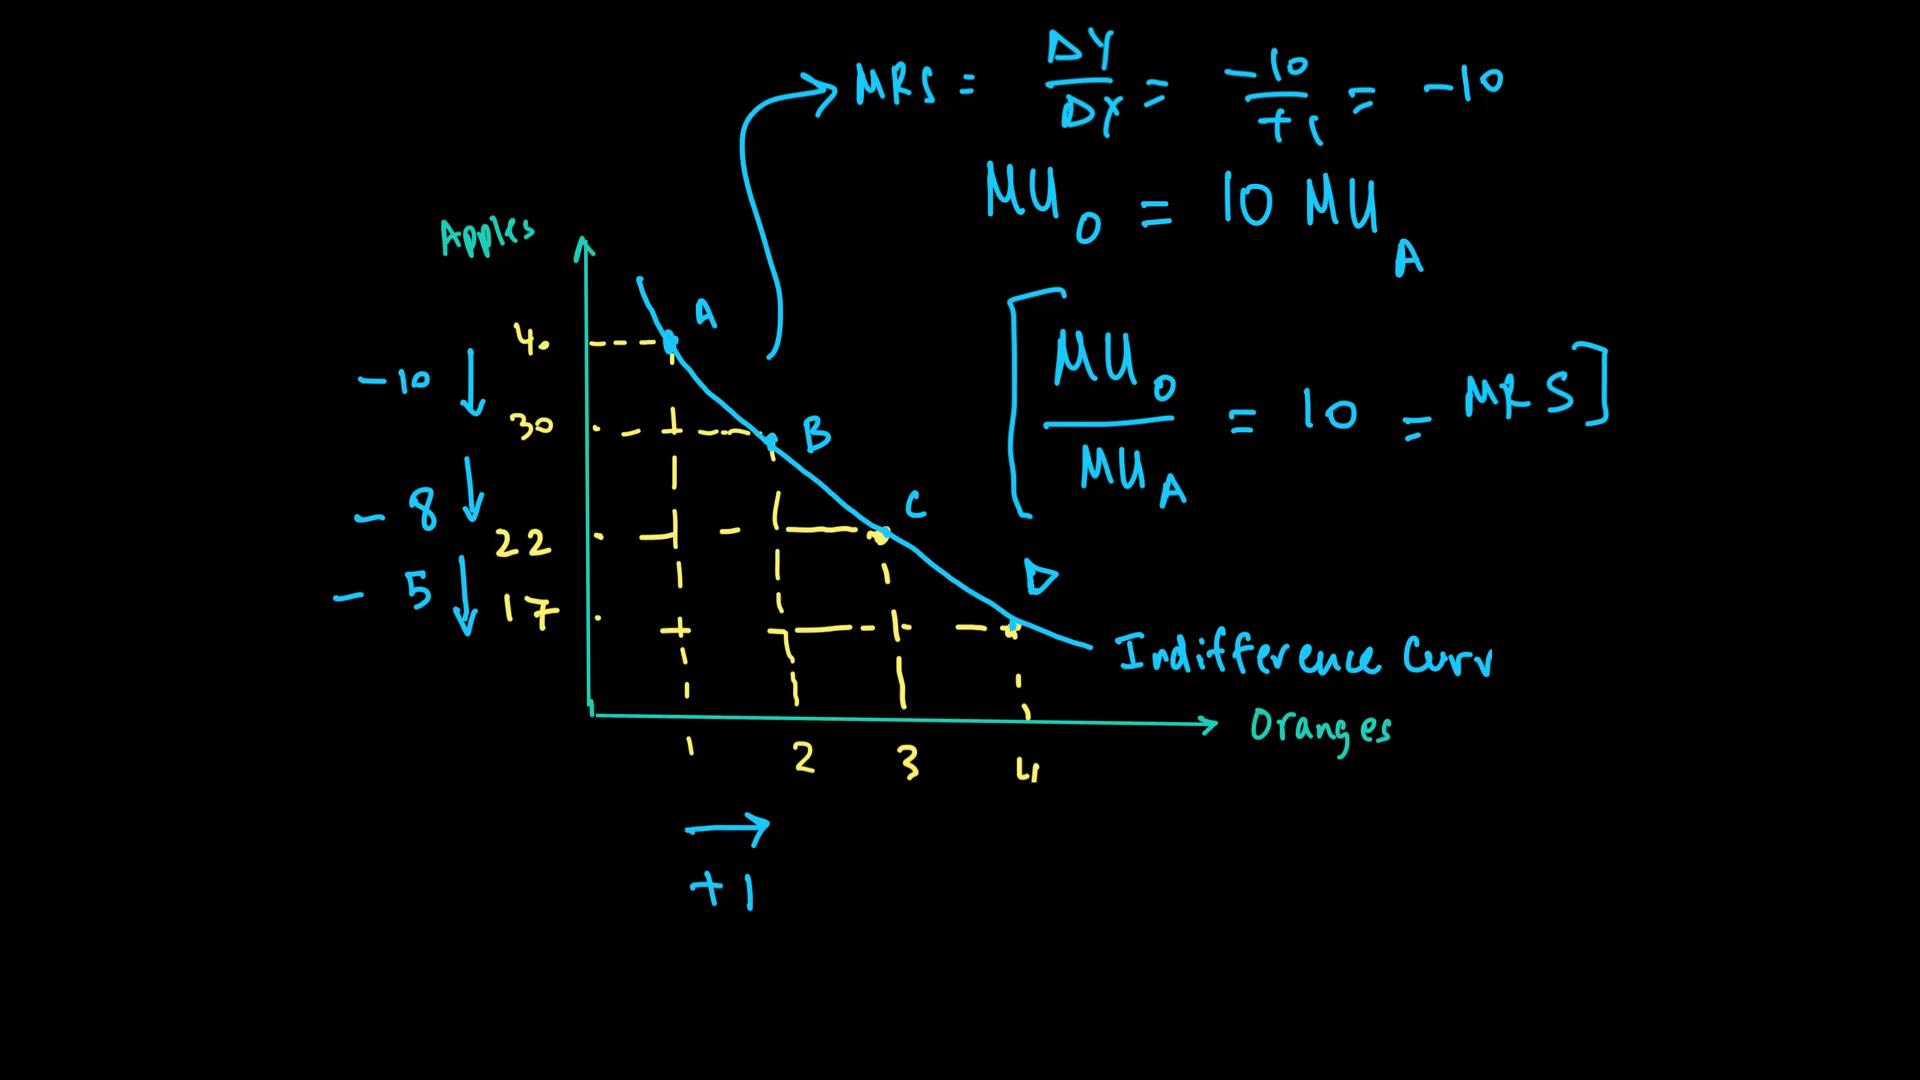 MRS = ΔY/ΔX = -10/+1 = -10
MU_O = 10 MU_A
Apples
A
40
-10
[MU_O/MU_A = 10 = MRS]
30
B
C
-8
22
D
-5
17
Indifference Curv
Oranges
1 2 3 4
+1